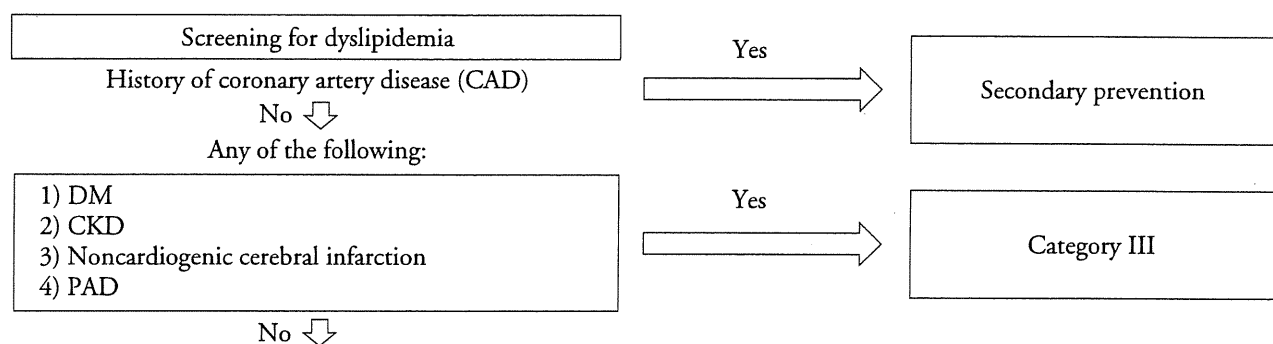 Screening for dyslipidemia
History of coronary artery disease (CAD)
Yes
Secondary prevention
No
Any of the following:
1) DM
2) CKD
3) Noncardiogenic cerebral infarction
4) PAD
Yes
Category III
No